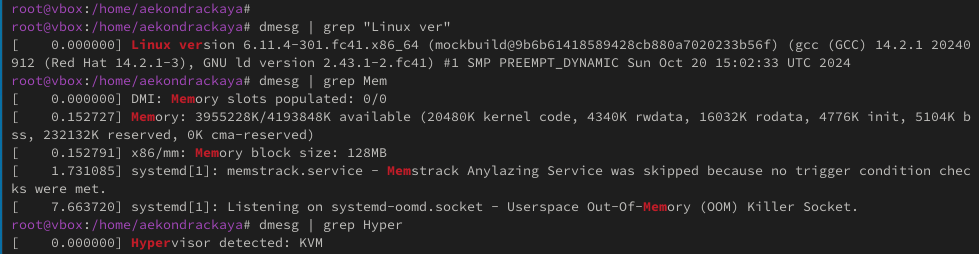 root@vbox:/home/aekondrackaya#
root@vbox:/home/aekondrackaya# dmesg | grep "Linux ver"
[    0.000000] Linux version 6.11.4-301.fc41.x86_64 (mockbuild@9b6b61418589428cb880a7020233b56f) (gcc (GCC) 14.2.1 20240
912 (Red Hat 14.2.1-3), GNU ld version 2.43.1-2.fc41) #1 SMP PREEMPT_DYNAMIC Sun Oct 20 15:02:33 UTC 2024
root@vbox:/home/aekondrackaya# dmesg | grep Mem
[    0.000000] DMI: Memory slots populated: 0/0
[    0.152727] Memory: 3955228K/4193848K available (20480K kernel code, 4340K rwdata, 16032K rodata, 4776K init, 5104K b
ss, 232132K reserved, 0K cma-reserved)
[    0.152791] x86/mm: Memory block size: 128MB
[    1.731085] systemd[1]: memstrack.service - Memstrack Anylazing Service was skipped because no trigger condition chec
ks were met.
[    7.663720] systemd[1]: Listening on systemd-oomd.socket - Userspace Out-Of-Memory (OOM) Killer Socket.
root@vbox:/home/aekondrackaya# dmesg | grep Hyper
[    0.000000] Hypervisor detected: KVM